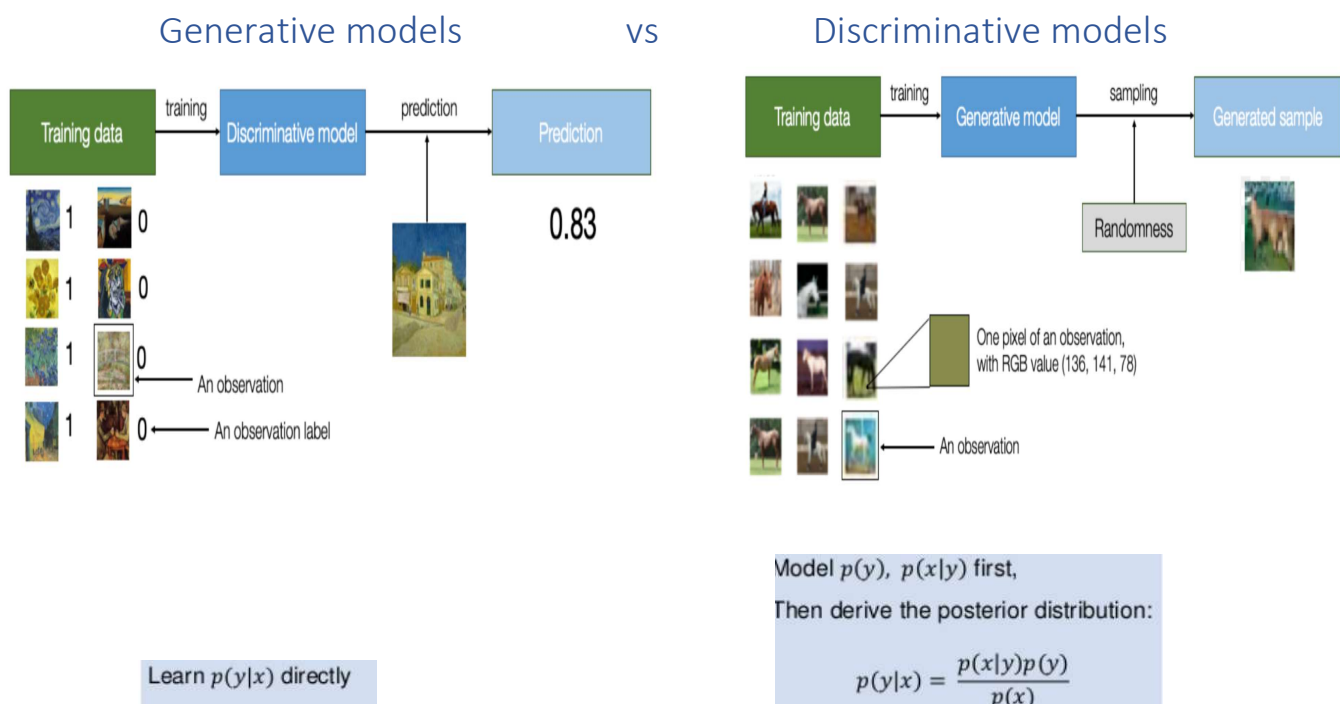 Generative models vs Discriminative models
Training data
training
Discriminative model
prediction
Prediction
1 0
1 0
1 0
1 0
An observation
An observation label
0.83
Learn p(y|x) directly
Training data
training
Generative model
sampling
Generated sample
Randomness
One pixel of an observation,
with RGB value (136, 141, 78)
An observation
Model p(y), p(x|y) first,
Then derive the posterior distribution:
p(y|x) = p(x|y)p(y)
p(x)